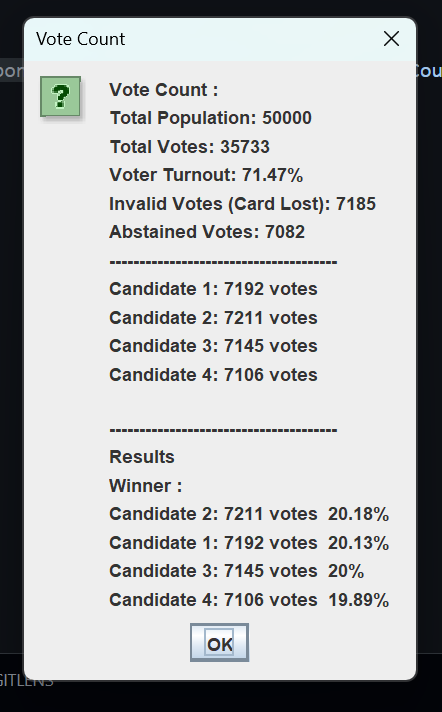 Vote Count
Vote Count :
Total Population: 50000
Total Votes: 35733
Voter Turnout: 71.47%
Invalid Votes (Card Lost): 7185
Abstained Votes: 7082
--------------------------------------
Candidate 1: 7192 votes
Candidate 2: 7211 votes
Candidate 3: 7145 votes
Candidate 4: 7106 votes
--------------------------------------
Results
Winner :
Candidate 2: 7211 votes 20.18%
Candidate 1: 7192 votes 20.13%
Candidate 3: 7145 votes 20%
Candidate 4: 7106 votes 19.89%
OK
GITLENS